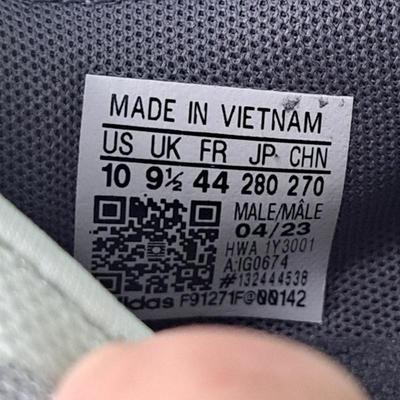 MADE IN VIETNAM
US UK FR JP CHN
10 9½ 44 280 270
MALE/MÂLE
04/23
HWA 1Y3001
A:IG0674
#132444538
adidas F91271F@00142